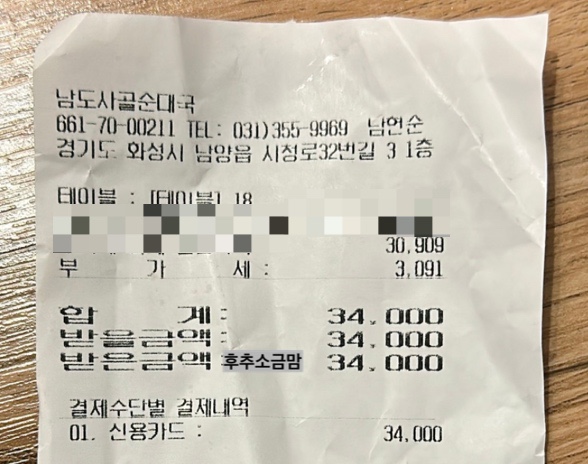 남도사골순대국
661-70-00211 TEL: 031)355-9969 남헌순
경기도 화성시 남양읍 시청로32번길 3 1층
테이블 : [테이블] 18
30,909
부 가 세 : 3,091
합 계 : 34,000
받을금액 : 34,000
받은금액 후추소금맘 34,000
결제수단별 결제내역
01. 신용카드 : 34,000